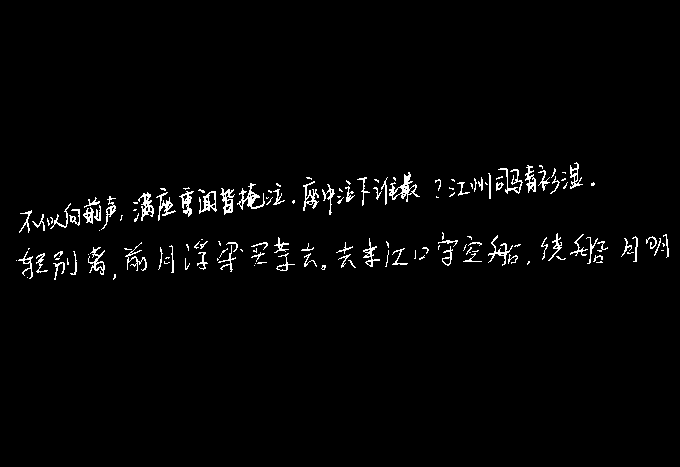 不似向前声，满座重闻皆掩泣．座中泣下谁最？江州司马青衫湿．
轻别离，前月浮梁买茶去。去来江口守空船，绕船月明